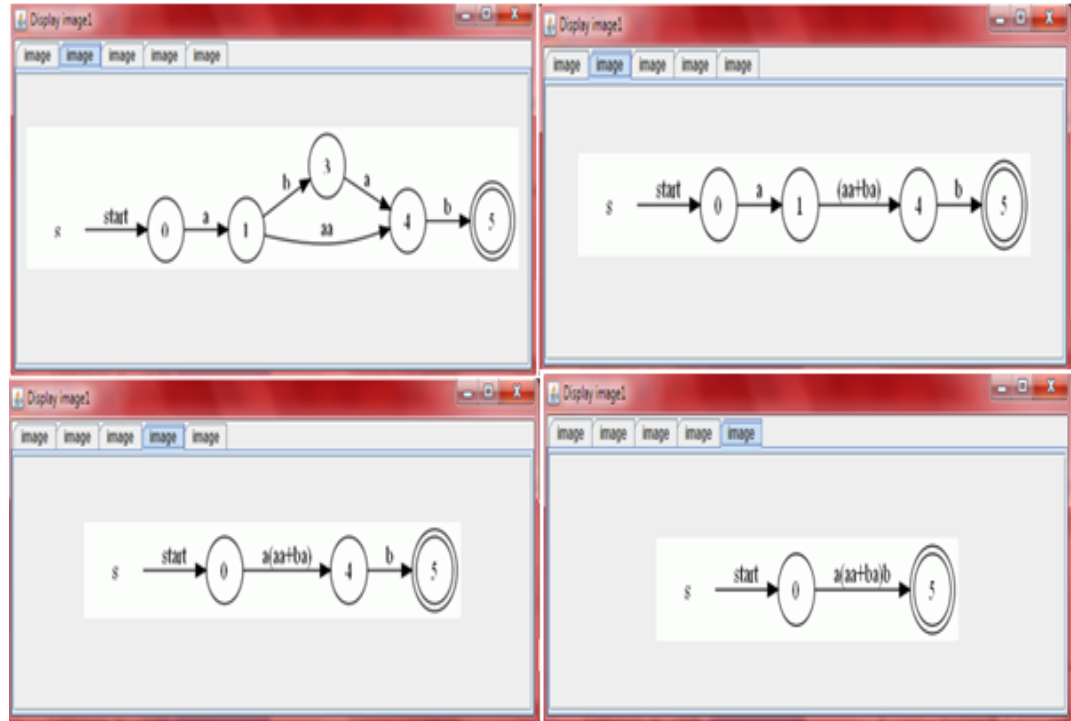 Display image1
image image image image image
s start 0 a 1 b 3 a aa 4 b 5
Display image1
image image image image image
s start 0 a 1 (aa+ba) 4 b 5
Display image1
image image image image image
s start 0 a(aa+ba) 4 b 5
Display image1
image image image image image
s start 0 a(aa+ba)b 5